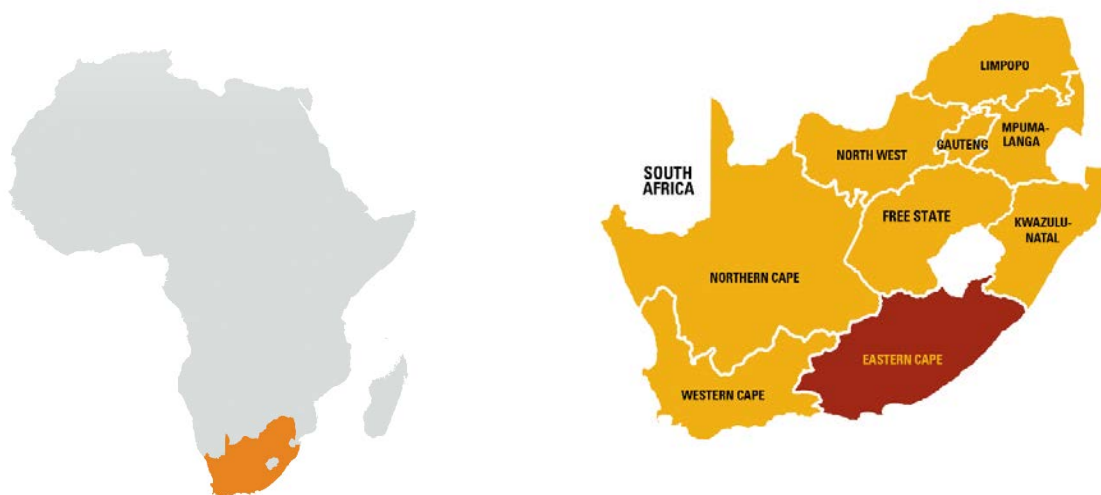 LIMPOPO
MPUMA-
LANGA
GAUTENG
NORTH WEST
SOUTH
AFRICA
FREE STATE
KWAZULU-
NATAL
NORTHERN CAPE
EASTERN CAPE
WESTERN CAPE